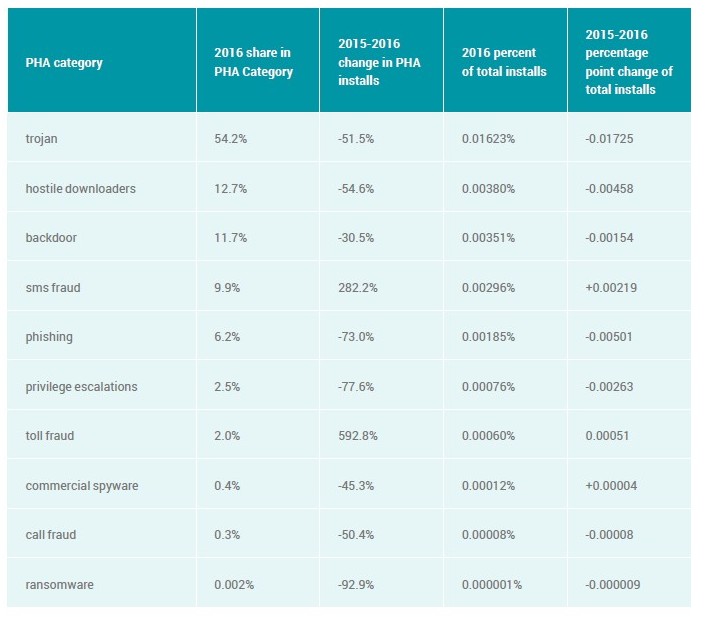 PHA category
2016 share in
PHA Category
2015-2016
change in PHA
installs
2016 percent
of total installs
2015-2016
percentage
point change of
total installs
trojan 54.2% -51.5% 0.01623% -0.01725
hostile downloaders 12.7% -54.6% 0.00380% -0.00458
backdoor 11.7% -30.5% 0.00351% -0.00154
sms fraud 9.9% 282.2% 0.00296% +0.00219
phishing 6.2% -73.0% 0.00185% -0.00501
privilege escalations 2.5% -77.6% 0.00076% -0.00263
toll fraud 2.0% 592.8% 0.00060% 0.00051
commercial spyware 0.4% -45.3% 0.00012% +0.00004
call fraud 0.3% -50.4% 0.00008% -0.00008
ransomware 0.002% -92.9% 0.000001% -0.000009